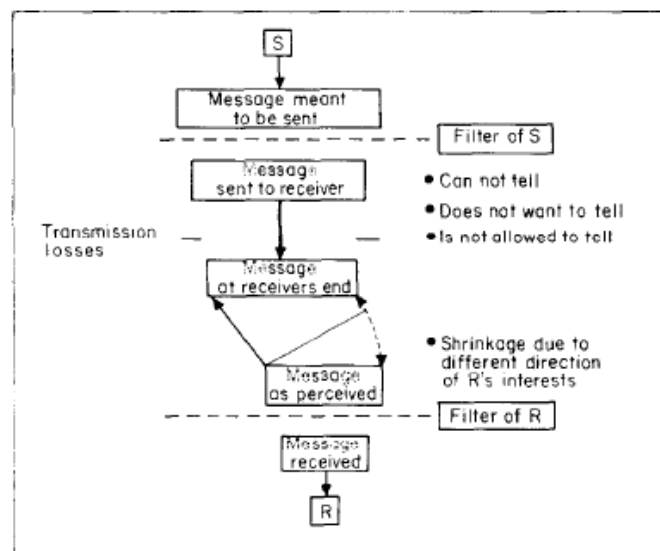 S
Message meant
to be sent
Filter of S
Message
sent to receiver
• Can not tell
• Does not want to tell
• Is not allowed to tell
Transmission
losses
Message
at receivers end
• Shrinkage due to
different direction
of R's interests
Message
as perceived
Filter of R
Message
received
R